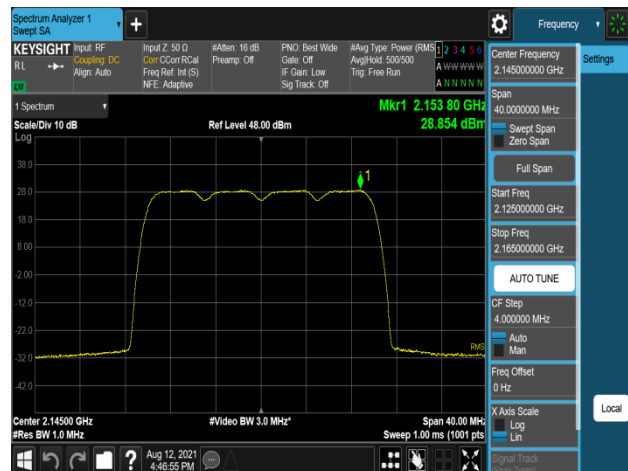 Spectrum Analyzer 1
Swept SA
Frequency
KEYSIGHT
Input: RF
Input Z: 50 Ω
#Atten: 16 dB
PNO: Best Wide
#Avg Type: Power (RMS)
1 2 3 4 5 6
RL
Coupling: DC
Corr CCorr RCal
Preamp: Off
Gate: Off
Avg|Hold: 500/500
A W W W W W
Align: Auto
Freq Ref: Int (S)
IF Gain: Low
Trig: Free Run
NFE: Adaptive
Sig Track: Off
A N N N N N
LXI
1 Spectrum
Mkr1 2.153 80 GHz
Scale/Div 10 dB
Ref Level 48.00 dBm
28.854 dBm
Log
1
38.0
28.0
18.0
8.00
-2.00
-12.0
-22.0
-32.0
RMS
-42.0
Center 2.14500 GHz
#Video BW 3.0 MHz*
Span 40.00 MHz
#Res BW 1.0 MHz
Sweep 1.00 ms (1001 pts
Aug 12, 2021
4:46:55 PM
?
Center Frequency
2.145000000 GHz
Span
40.0000000 MHz
Swept Span
Zero Span
Full Span
Start Freq
2.125000000 GHz
Stop Freq
2.165000000 GHz
AUTO TUNE
CF Step
4.000000 MHz
Auto
Man
Freq Offset
0 Hz
X Axis Scale
Log
Lin
Signal Track
(Span Zoom)
Settings
Local